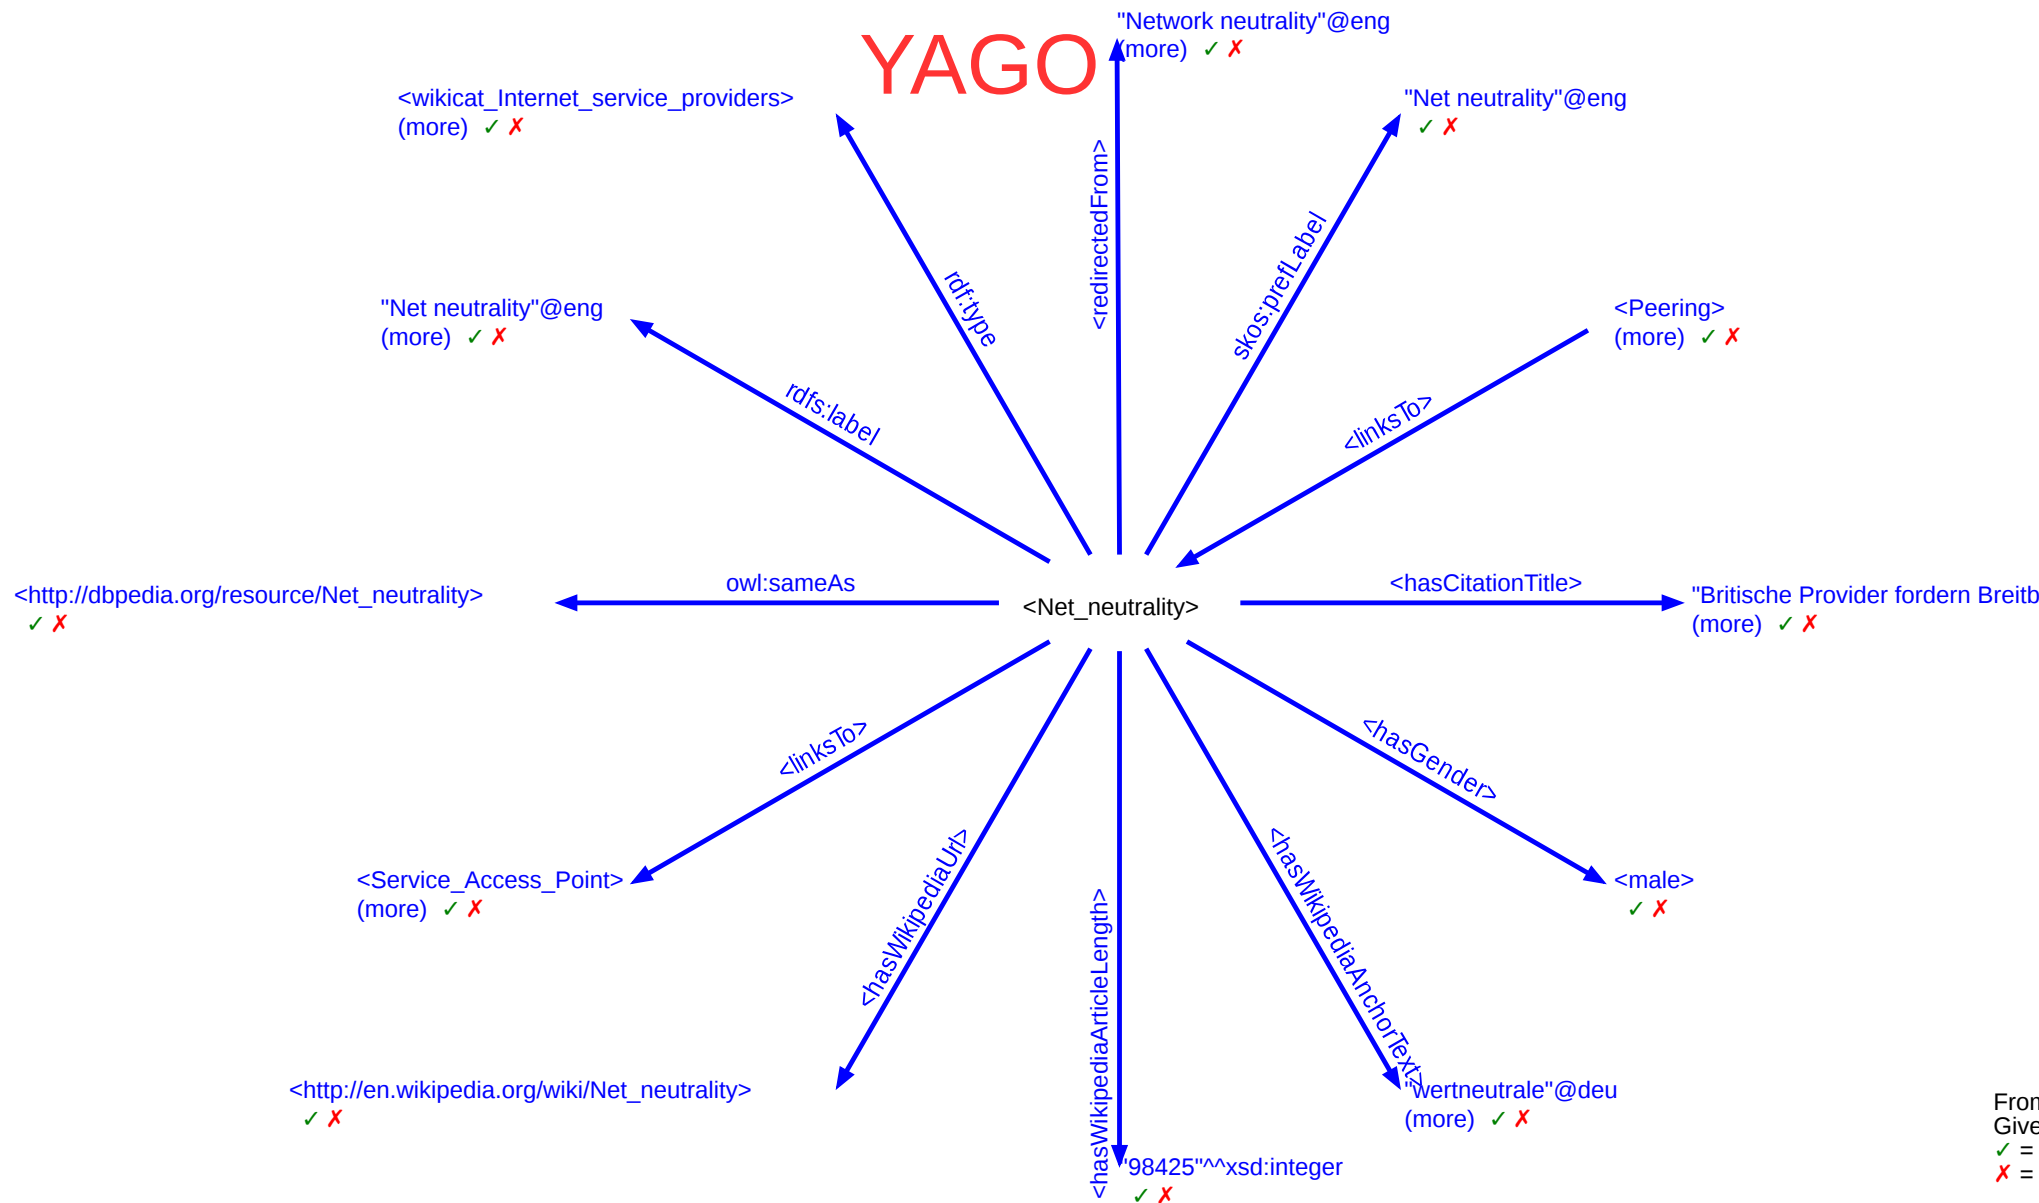 "Network neutrality"@eng
(more) ✓ ✗
YAGO
<wikicat_Internet_service_providers>
(more) ✓ ✗
"Net neutrality"@eng
✓ ✗
<redirectedFrom>
rdf:type
skos:prefLabel
"Net neutrality"@eng
(more) ✓ ✗
<Peering>
(more) ✓ ✗
rdfs:label
<linksTo>
owl:sameAs
<hasCitationTitle>
<http://dbpedia.org/resource/Net_neutrality>
✓ ✗
<Net_neutrality>
"Britische Provider fordern Breitb
(more) ✓ ✗
<linksTo>
<hasGender>
<Service_Access_Point>
(more) ✓ ✗
<male>
✓ ✗
<hasWikipediaUrl>
<hasWikipediaArticleLength>
<hasWikipediaAnchorText>
<http://en.wikipedia.org/wiki/Net_neutrality>
✓ ✗
"wertneutrale"@deu
(more) ✓ ✗
"98425"^^xsd:integer
✓ ✗
From
Give
✓ =
✗ =